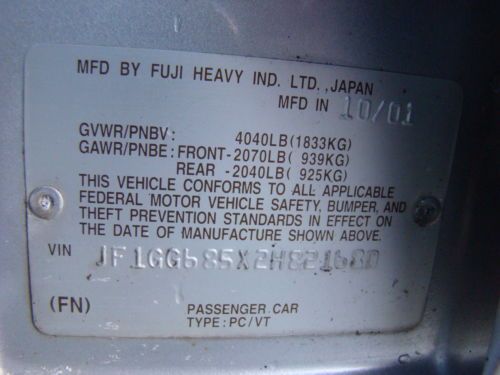 MFD BY FUJI HEAVY IND. LTD.,JAPAN
MFD IN 10/01
GVWR/PNBV: 4040LB(1833KG)
GAWR/PNBE: FRONT-2070LB( 939KG)
REAR -2040LB( 925KG)
THIS VEHICLE CONFORMS TO ALL APPLICABLE
FEDERAL MOTOR VEHICLE SAFETY, BUMPER, AND
THEFT PREVENTION STANDARDS IN EFFECT ON
THE DATE OF MANUFACTURE SHOWN ABOVE.
VIN JF1GG685X2H821680
(FN) PASSENGER CAR
TYPE: PC/VT